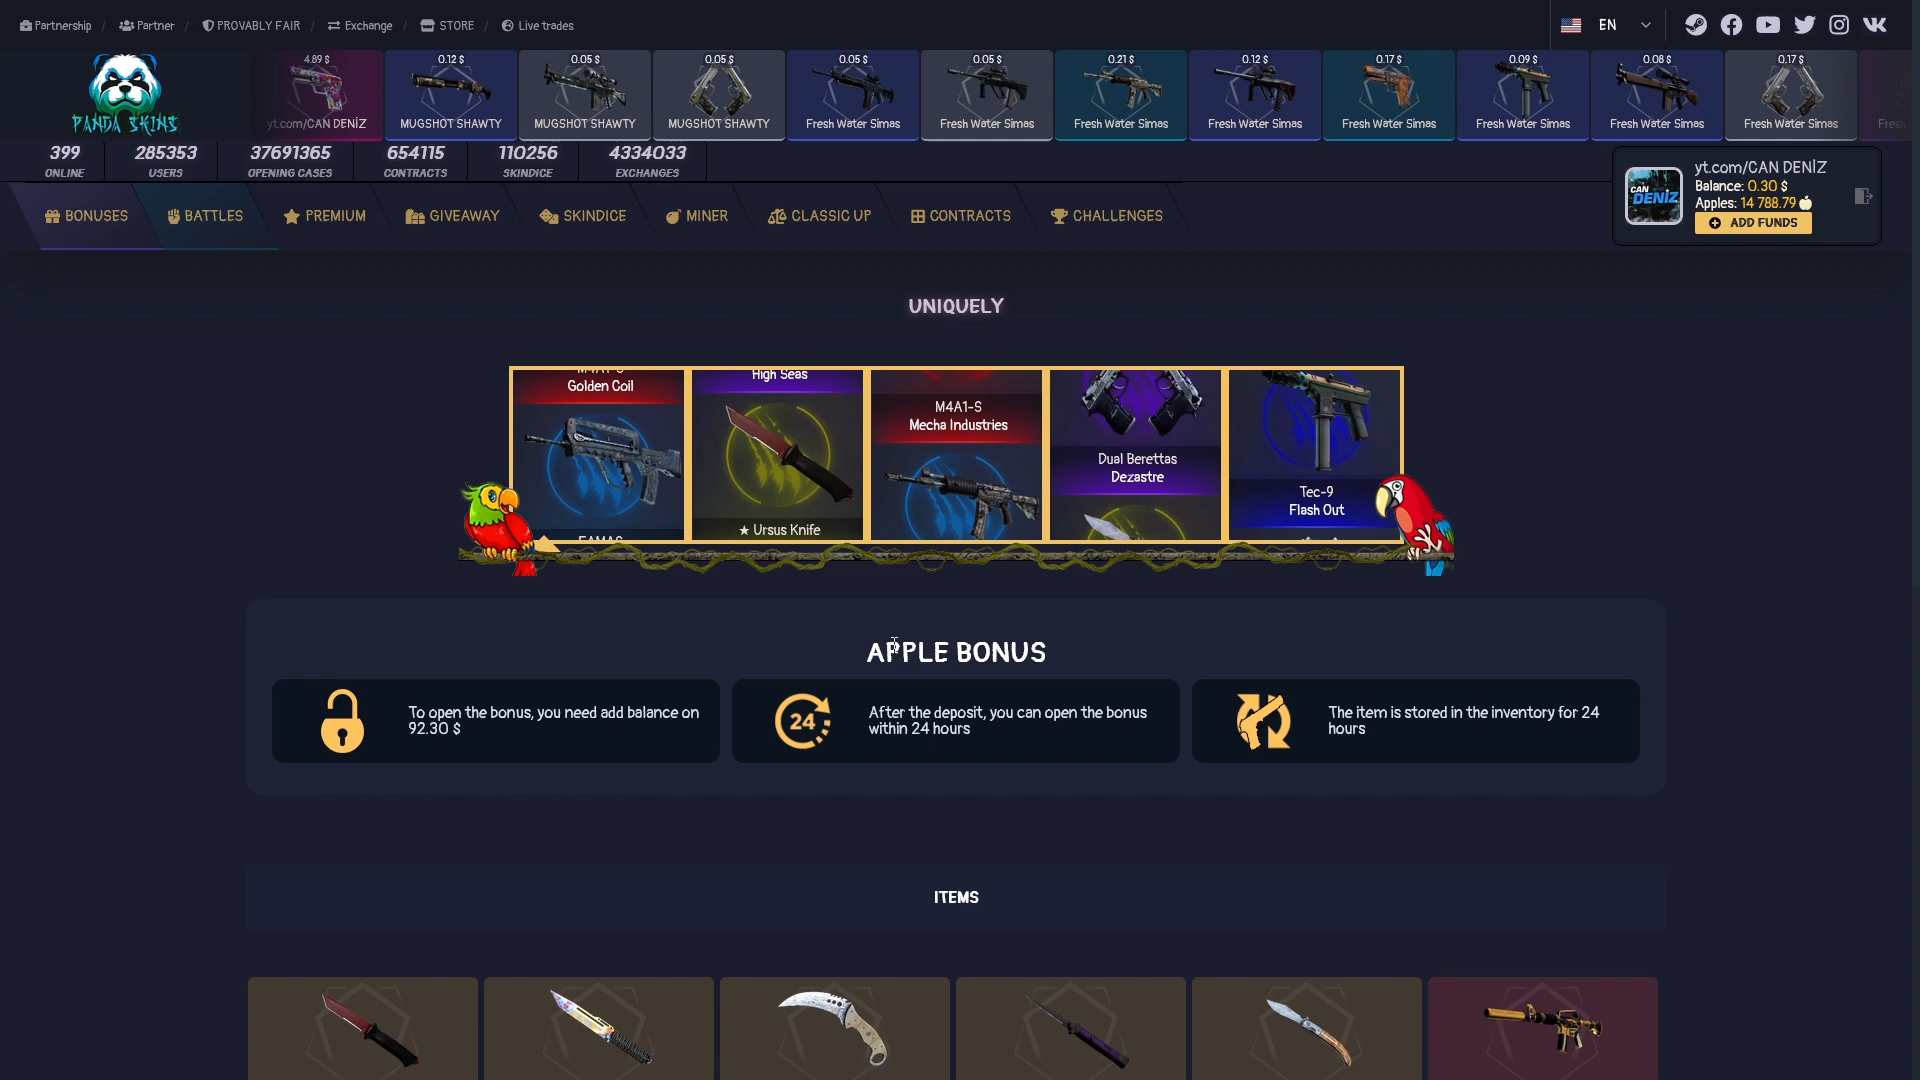 Partnership / Partner / PROVABLY FAIR / Exchange / STORE / Live trades
EN
4.89 $
yt.com/CAN DENİZ
0.12 $
MUGSHOT SHAWTY
0.05 $
MUGSHOT SHAWTY
0.05 $
MUGSHOT SHAWTY
0.05 $
Fresh Water Simas
0.05 $
Fresh Water Simas
0.21 $
Fresh Water Simas
0.12 $
Fresh Water Simas
0.17 $
Fresh Water Simas
0.09 $
Fresh Water Simas
0.08 $
Fresh Water Simas
0.17 $
Fresh Water Simas
PANDA SKINS
399
ONLINE
285353
USERS
37691365
OPENING CASES
654115
CONTRACTS
110256
SKINDICE
4334033
EXCHANGES
CAN
DENİZ
yt.com/CAN DENİZ
Balance: 0.30 $
Apples: 14 788.79
ADD FUNDS
BONUSES
BATTLES
PREMIUM
GIVEAWAY
SKINDICE
MINER
CLASSIC UP
CONTRACTS
CHALLENGES
UNIQUELY
M4A1-S
Golden Coil
FAMAS
High Seas
★ Ursus Knife
M4A1-S
Mecha Industries
Dual Berettas
Dezastre
Tec-9
Flash Out
APPLE BONUS
To open the bonus, you need add balance on
92.30 $
24
After the deposit, you can open the bonus
within 24 hours
The item is stored in the inventory for 24
hours
ITEMS